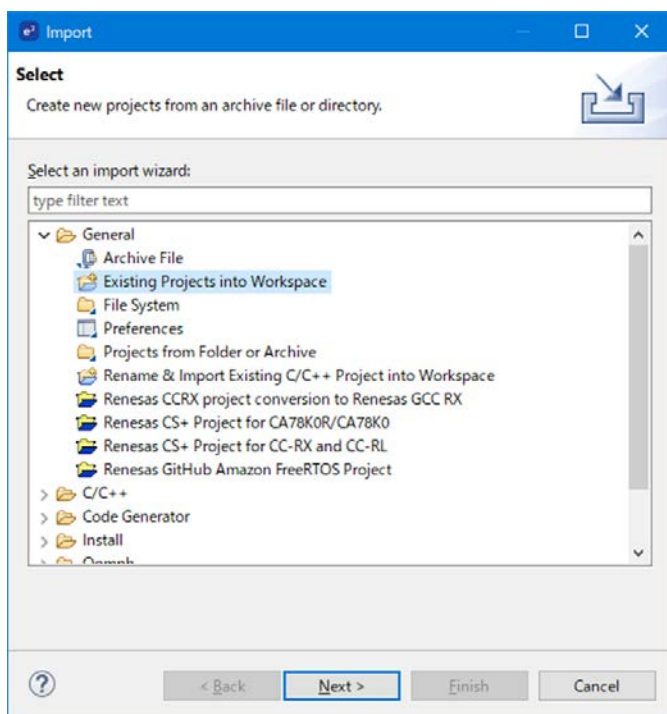 e²
Import
Select
Create new projects from an archive file or directory.
Select an import wizard:
type filter text
General
Archive File
Existing Projects into Workspace
File System
Preferences
Projects from Folder or Archive
Rename & Import Existing C/C++ Project into Workspace
Renesas CCRX project conversion to Renesas GCC RX
Renesas CS+ Project for CA78K0R/CA78K0
Renesas CS+ Project for CC-RX and CC-RL
Renesas GitHub Amazon FreeRTOS Project
C/C++
Code Generator
Install
Oomph
?
< Back
Next >
Finish
Cancel